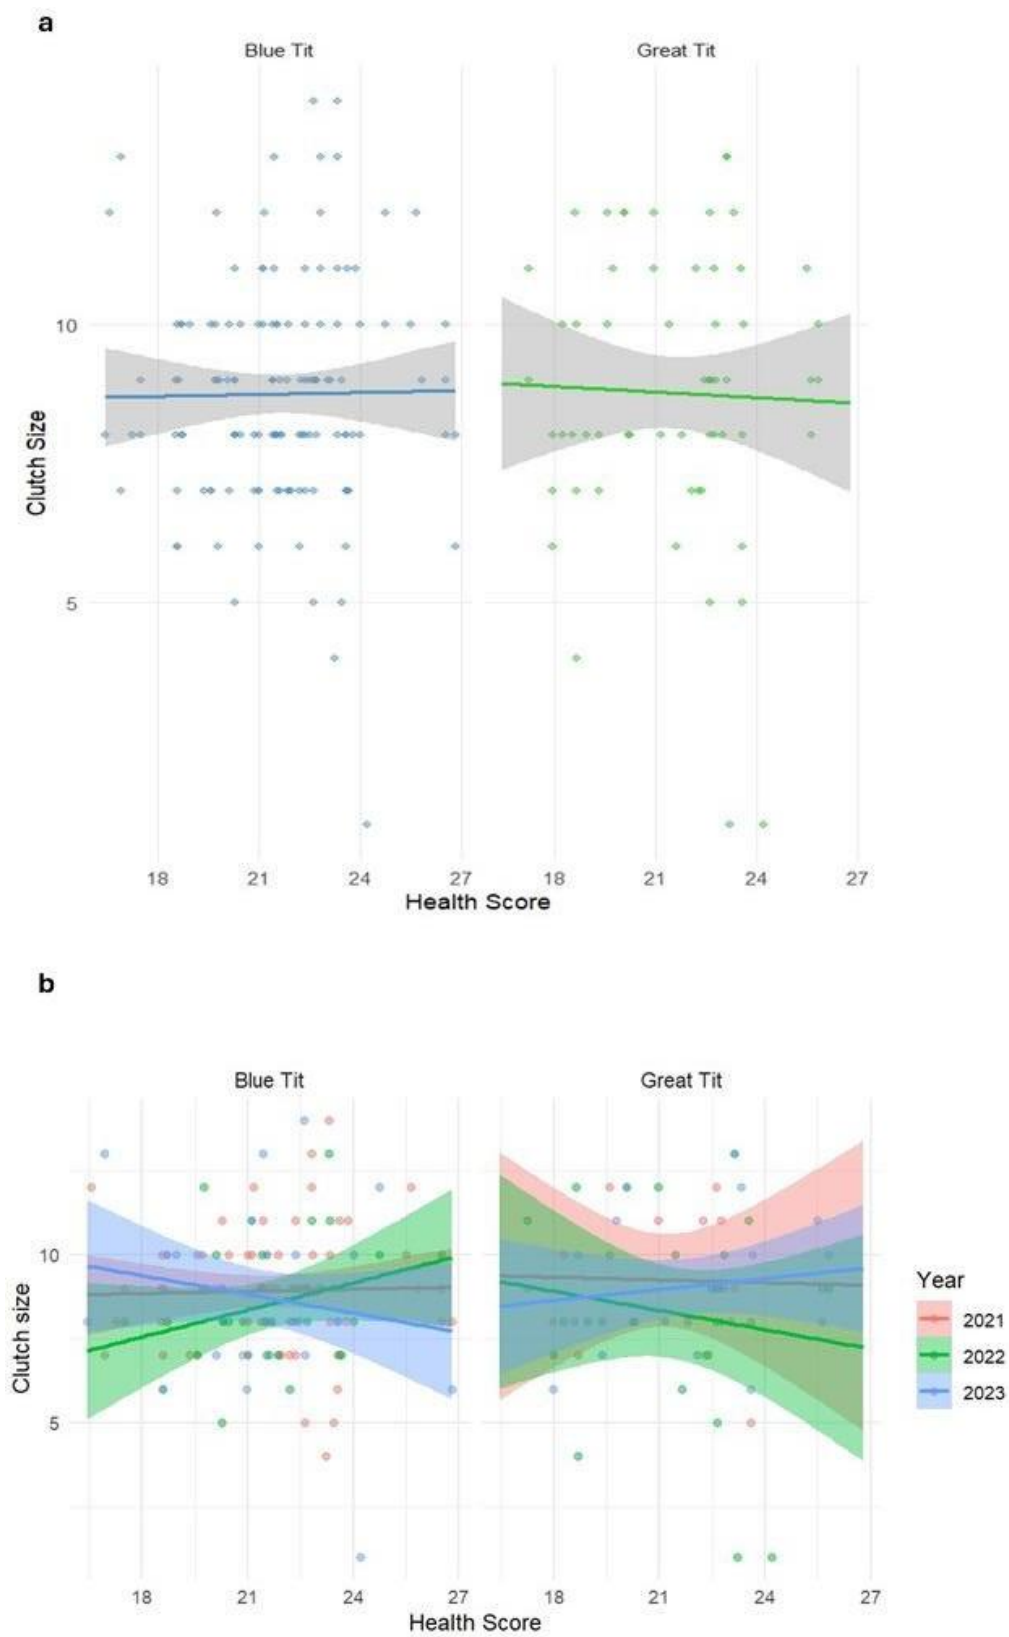 a
Blue Tit Great Tit
10
5
Clutch Size
18 21 24 27 18 21 24 27
Health Score
b
Blue Tit Great Tit
10
5
Clutch size
18 21 24 27 18 21 24 27
Health Score
Year
2021
2022
2023